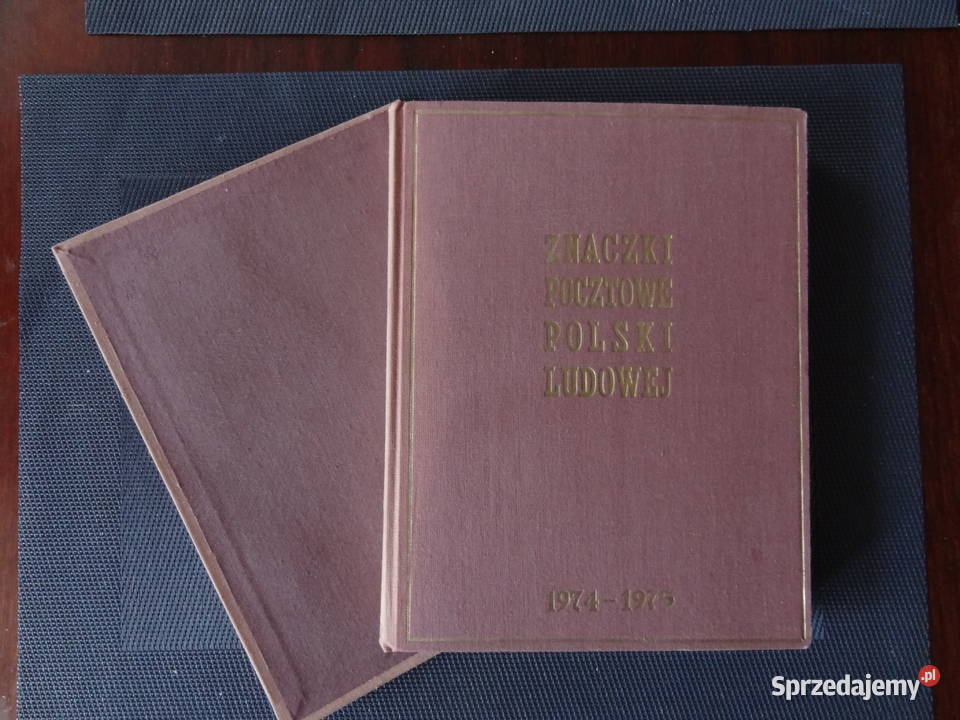 ZNACZKI
POCZTOWE
POLSKI
LUDOWEJ
1974-1975
Sprzedajemy.pl